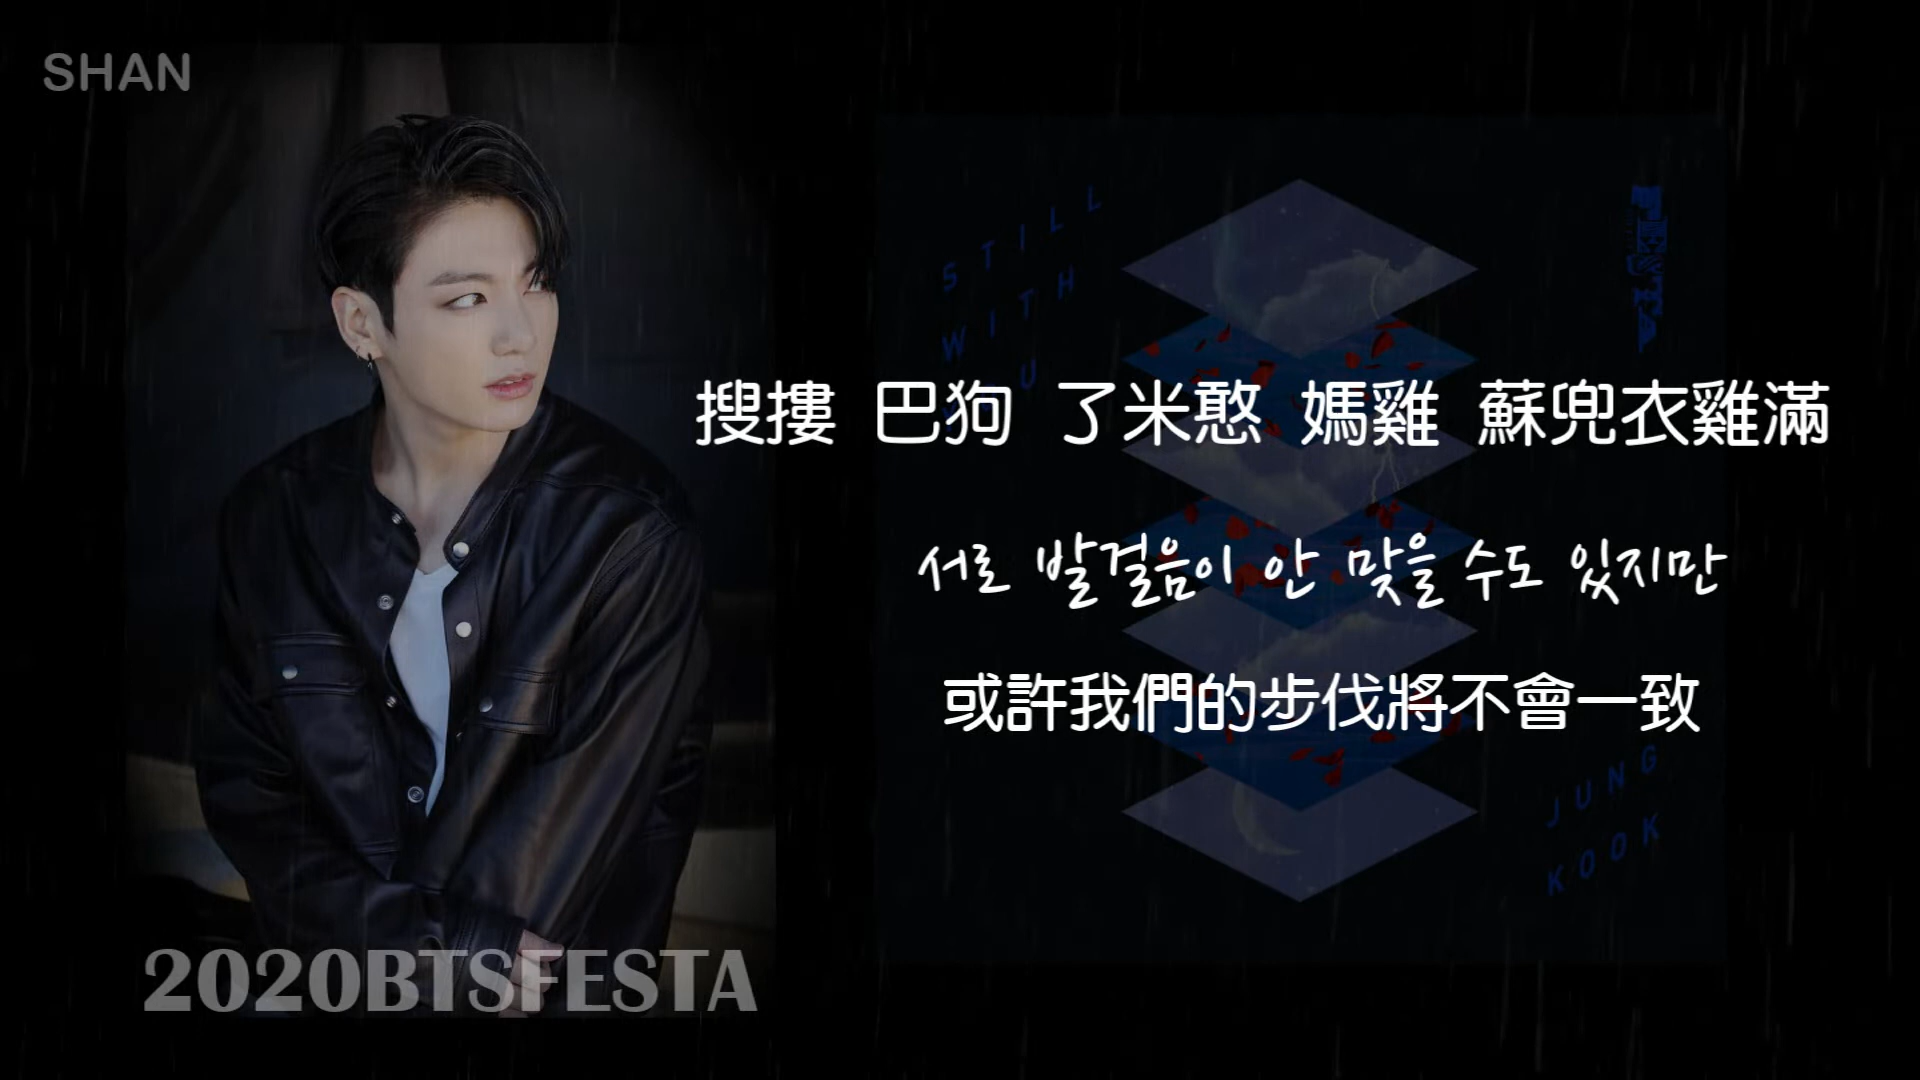 SHAN
STILL
WITH
搜摟 巴狗 了米憨 媽雞 蘇兜衣雞滿
서로 발걸음이 안 맞을 수도 있지만
或許我們的步伐將不會一致
JUNG
KOOK
2020BTSFESTA